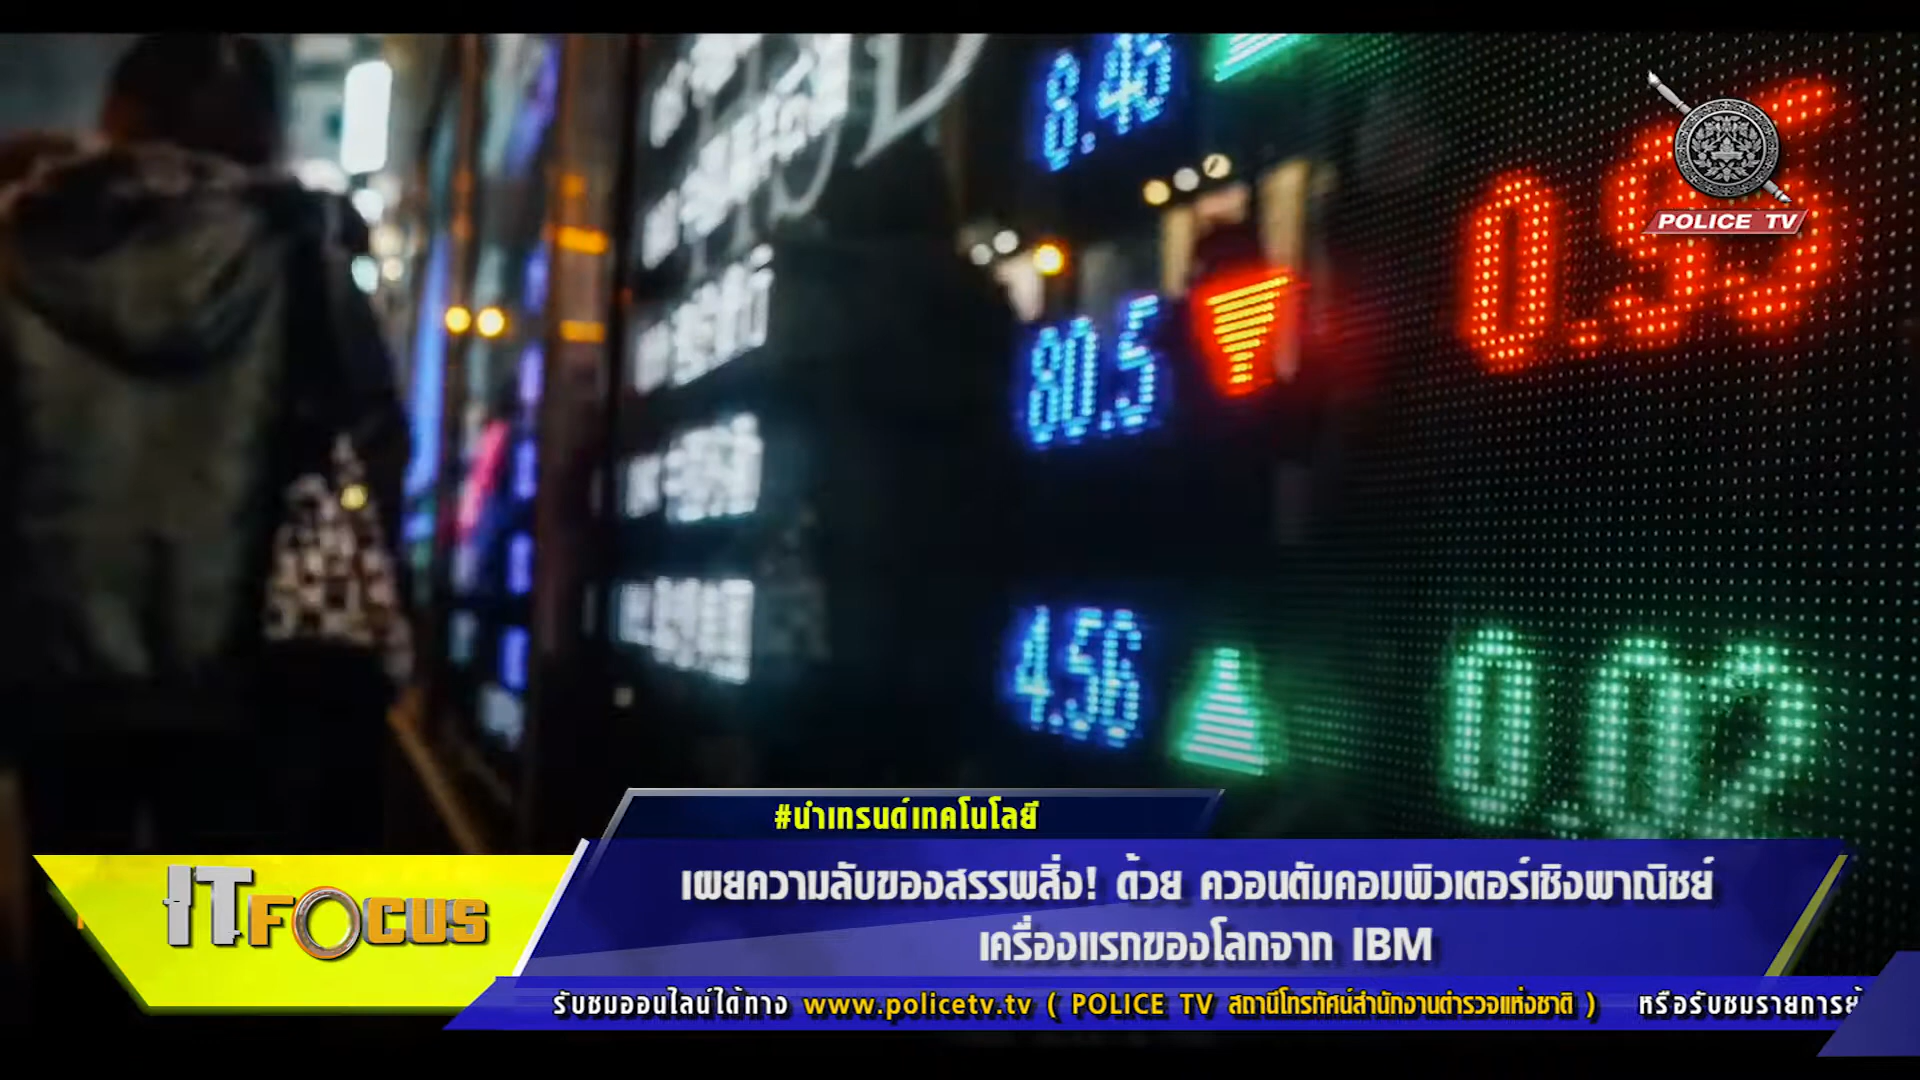 8.46
POLICE TV
80.5
4.56
0.02
#นำเทรนด์เทคโนโลยี
IT FOCUS
เผยความลับของสรรพสิ่ง! ด้วย ควอนตัมคอมพิวเตอร์เชิงพาณิชย์
เครื่องแรกของโลกจาก IBM
รับชมออนไลน์ได้ทาง www.policetv.tv ( POLICE TV สถานีโทรทัศน์สำนักงานตำรวจแห่งชาติ ) หรือรับชมรายการ